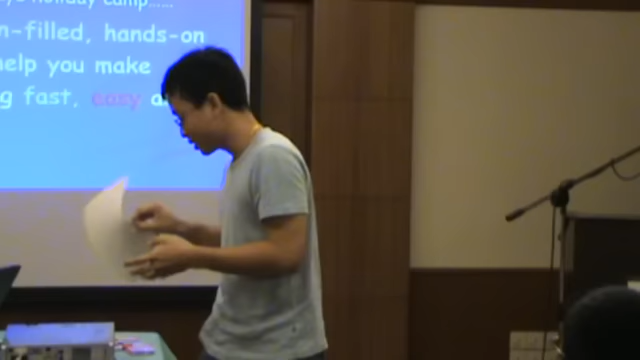 holiday camp......
-filled, hands-on
help you make
g fast, easy a